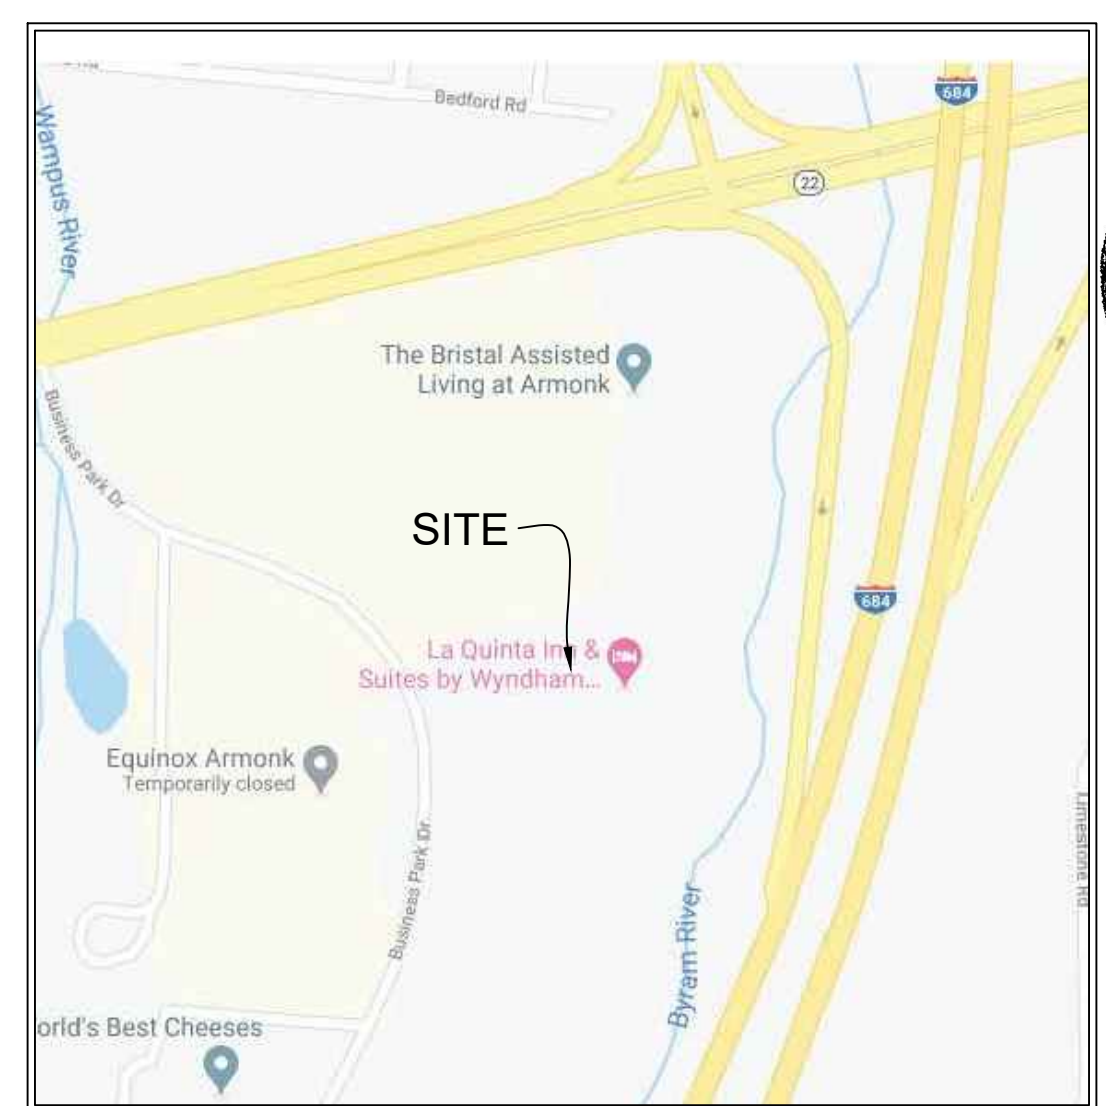 Bedford Rd
684
22
Wampus River
The Bristal Assisted
Living at Armonk
Business Park Dr
SITE
684
La Quinta Inn &
Suites by Wyndham...
Equinox Armonk
Temporarily closed
Limestone Rd
Business Park Dr
Byram River
orld's Best Cheeses